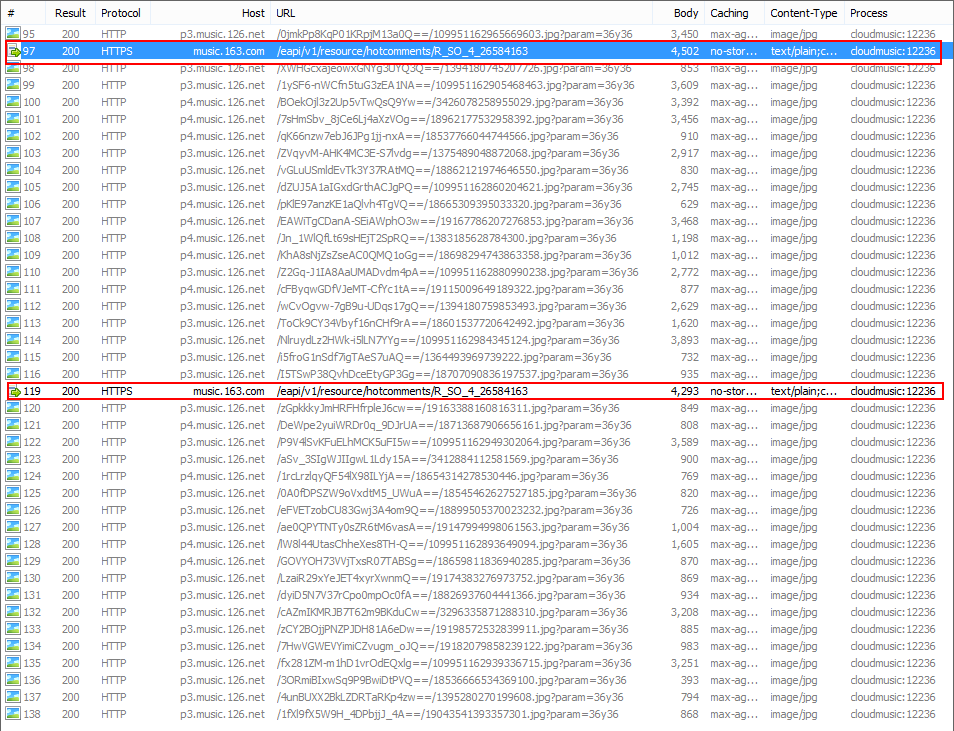 # Result Protocol Host URL Body Caching Content-Type Process
95 200 HTTP p3.music.126.net /0jmkPp8KqP01KRpjM13a0Q==/109951162965669603.jpg?param=36y36 3,450 max-ag... image/jpg cloudmusic:12236
97 200 HTTPS music.163.com /eapi/v1/resource/hotcomments/R_SO_4_26584163 4,502 no-stor... text/plain;c... cloudmusic:12236
98 200 HTTP p3.music.126.net /XWHGcxajeowxGNYg3UYQ3Q==/1394180745207726.jpg?param=36y36 853 max-ag... image/jpg cloudmusic:12236
99 200 HTTP p3.music.126.net /1ySF6-nWCfn5tuG3zEA1NA==/109951162905468463.jpg?param=36y36 3,609 max-ag... image/jpg cloudmusic:12236
100 200 HTTP p4.music.126.net /BOekOjl3z2Up5vTwQsQ9Yw==/3426078258955029.jpg?param=36y36 3,392 max-ag... image/jpg cloudmusic:12236
101 200 HTTP p4.music.126.net /7sHmSbv_8jCe6Lj4aXzVOg==/18962177532958392.jpg?param=36y36 3,456 max-ag... image/jpg cloudmusic:12236
102 200 HTTP p4.music.126.net /qK66nzw7ebJ6JPg1jj-nxA==/18537766044744566.jpg?param=36y36 910 max-ag... image/jpg cloudmusic:12236
103 200 HTTP p3.music.126.net /ZVqyvM-AHK4MC3E-S7lvdg==/1375489048872068.jpg?param=36y36 2,917 max-ag... image/jpg cloudmusic:12236
104 200 HTTP p3.music.126.net /vGLuUSmldEvTk3Y37RAtMQ==/18862121974646550.jpg?param=36y36 830 max-ag... image/jpg cloudmusic:12236
105 200 HTTP p3.music.126.net /dZUJ5A1aIGxdGrthACJgPQ==/109951162860204621.jpg?param=36y36 2,745 max-ag... image/jpg cloudmusic:12236
106 200 HTTP p3.music.126.net /pKlE97anzKE1aQlvh4TgVQ==/18665309395033320.jpg?param=36y36 629 max-ag... image/jpg cloudmusic:12236
107 200 HTTP p3.music.126.net /EAWiTgCDanA-SEiAWphO3w==/19167786207276853.jpg?param=36y36 3,468 max-ag... image/jpg cloudmusic:12236
108 200 HTTP p4.music.126.net /Jn_1WlQfLt69sHEjT2SpRQ==/1383185628784300.jpg?param=36y36 1,198 max-ag... image/jpg cloudmusic:12236
109 200 HTTP p4.music.126.net /KhA8sNjZsZseAC0QMQ1oGg==/18698294743863358.jpg?param=36y36 1,012 max-ag... image/jpg cloudmusic:12236
110 200 HTTP p3.music.126.net /Z2Gq-J1IA8AaUMADvdm4pA==/109951162880990238.jpg?param=36y36 2,772 max-ag... image/jpg cloudmusic:12236
111 200 HTTP p4.music.126.net /cFByqwGDfVJeMT-CfYc1tA==/19115009649189322.jpg?param=36y36 877 max-ag... image/jpg cloudmusic:12236
112 200 HTTP p3.music.126.net /wCvOgvw-7gB9u-UDqs17gQ==/1394180759853493.jpg?param=36y36 2,629 max-ag... image/jpg cloudmusic:12236
113 200 HTTP p4.music.126.net /ToCk9CY34Vbyf16nCHf9rA==/18601537720642492.jpg?param=36y36 1,620 max-ag... image/jpg cloudmusic:12236
114 200 HTTP p3.music.126.net /NlruydLz2HWk-i5lLN7YYg==/109951162984345124.jpg?param=36y36 3,893 max-ag... image/jpg cloudmusic:12236
115 200 HTTP p3.music.126.net /i5froG1nSdf7lgTAeS7uAQ==/1364493969739222.jpg?param=36y36 732 max-ag... image/jpg cloudmusic:12236
116 200 HTTP p3.music.126.net /I5TSwP38QvhDceEtyGP3Gg==/18707090836197537.jpg?param=36y36 935 max-ag... image/jpg cloudmusic:12236
119 200 HTTPS music.163.com /eapi/v1/resource/hotcomments/R_SO_4_26584163 4,293 no-stor... text/plain;c... cloudmusic:12236
120 200 HTTP p3.music.126.net /zGpkkkyJmHRFHfrpleJ6cw==/19163388160816311.jpg?param=36y36 849 max-ag... image/jpg cloudmusic:12236
121 200 HTTP p4.music.126.net /DeWpe2yuiWRDr0q_9DJrUA==/18713687906656161.jpg?param=36y36 808 max-ag... image/jpg cloudmusic:12236
122 200 HTTP p3.music.126.net /P9V4lSvKFuELhMCK5uFI5w==/109951162949302064.jpg?param=36y36 3,589 max-ag... image/jpg cloudmusic:12236
123 200 HTTP p3.music.126.net /aSv_3SIgWJIIgwL1Ldy15A==/3412884112581569.jpg?param=36y36 900 max-ag... image/jpg cloudmusic:12236
124 200 HTTP p4.music.126.net /1rcLrzlqyQF54lX98ILYjA==/18654314278530446.jpg?param=36y36 769 max-ag... image/jpg cloudmusic:12236
125 200 HTTP p3.music.126.net /0A0fDPSZW9oVxdtM5_UWuA==/18545462627527185.jpg?param=36y36 820 max-ag... image/jpg cloudmusic:12236
126 200 HTTP p3.music.126.net /eFVETzobCU83Gwj3A4om9Q==/18899505370023232.jpg?param=36y36 726 max-ag... image/jpg cloudmusic:12236
127 200 HTTP p3.music.126.net /ae0QPYTNTy0sZR6tM6vasA==/19147994998061563.jpg?param=36y36 1,004 max-ag... image/jpg cloudmusic:12236
128 200 HTTP p4.music.126.net /lW8l44UtasChheXes8TH-Q==/109951162893649094.jpg?param=36y36 1,605 max-ag... image/jpg cloudmusic:12236
129 200 HTTP p4.music.126.net /GOVYOH73WVjTxsR07TABSg==/18659811836940285.jpg?param=36y36 870 max-ag... image/jpg cloudmusic:12236
130 200 HTTP p3.music.126.net /LzaiR29xYeJET4xyrXwnmQ==/19174383276973752.jpg?param=36y36 869 max-ag... image/jpg cloudmusic:12236
131 200 HTTP p3.music.126.net /dyiD5N7V37rCpo0mpOc0fA==/18826937604441366.jpg?param=36y36 934 max-ag... image/jpg cloudmusic:12236
132 200 HTTP p3.music.126.net /cAZmIKMRJB7T62m9BKduCw==/3296335871288310.jpg?param=36y36 3,208 max-ag... image/jpg cloudmusic:12236
133 200 HTTP p3.music.126.net /zCY2BOjjPNZPJDH81A6eDw==/19198572532839911.jpg?param=36y36 885 max-ag... image/jpg cloudmusic:12236
134 200 HTTP p3.music.126.net /7HwVGWEVYimiCZvugm_oJQ==/19182079858239122.jpg?param=36y36 983 max-ag... image/jpg cloudmusic:12236
135 200 HTTP p4.music.126.net /fx281ZM-m1hD1vrOdEQxlg==/109951162939336715.jpg?param=36y36 3,251 max-ag... image/jpg cloudmusic:12236
136 200 HTTP p3.music.126.net /3ORmiBIxwSq9P9BwiDtPVQ==/18536666534369100.jpg?param=36y36 393 max-ag... image/jpg cloudmusic:12236
137 200 HTTP p3.music.126.net /4unBUXX2BkLZDRTaRKp4zw==/1395280270199608.jpg?param=36y36 794 max-ag... image/jpg cloudmusic:12236
138 200 HTTP p3.music.126.net /1fXl9fX5W9H_4DPbjjJ_4A==/19043541393357301.jpg?param=36y36 868 max-ag... image/jpg cloudmusic:12236